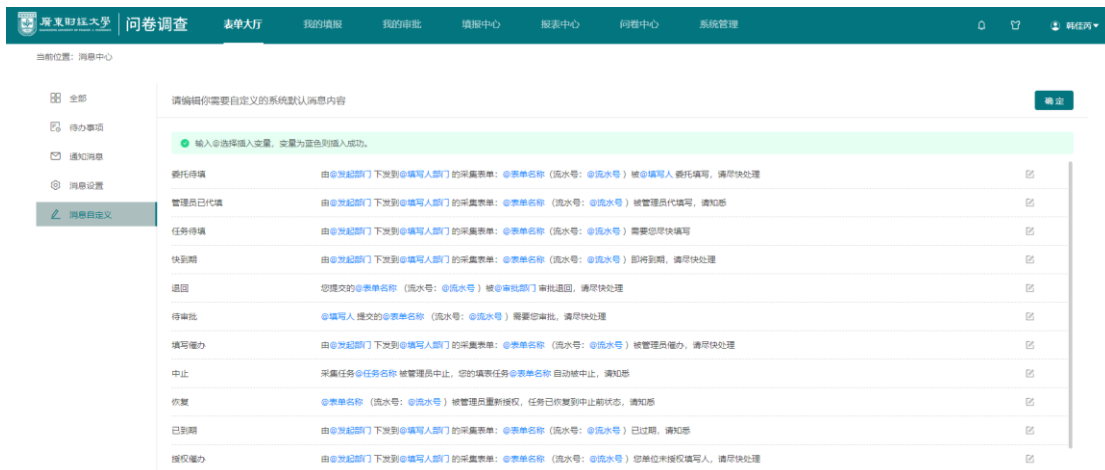 廣東财经大學 问卷调查 表单大厅 我的填报 我的审批 填报中心 报表中心 问卷中心 系统管理 韩佳芮
当前位置：消息中心
全部
待办事项
通知消息
消息设置
消息自定义
请编辑你需要自定义的系统默认消息内容 确定
输入@选择插入变量，变量为蓝色则插入成功。
委托待填 由@发起部门 下发到@填写人部门 的采集表单：@表单名称 （流水号：@流水号 ）被@填写人 委托填写，请尽快处理
管理员已代填 由@发起部门 下发到@填写人部门 的采集表单：@表单名称 （流水号：@流水号 ）被管理员代填写，请知悉
任务待填 由@发起部门 下发到@填写人部门 的采集表单：@表单名称 （流水号：@流水号 ）需要您尽快填写
快到期 由@发起部门 下发到@填写人部门 的采集表单：@表单名称 （流水号：@流水号 ）即将到期，请尽快处理
退回 您提交的@表单名称 （流水号：@流水号 ）被@审批部门 审批退回，请尽快处理
待审批 @填写人 提交的@表单名称 （流水号：@流水号 ）需要您审批，请尽快处理
填写催办 由@发起部门 下发到@填写人部门 的采集表单：@表单名称 （流水号：@流水号 ）被管理员催办，请尽快处理
中止 采集任务@任务名称 被管理员中止，您的填表任务@表单名称 自动被中止，请知悉
恢复 @表单名称 （流水号：@流水号 ）被管理员重新授权，任务已恢复到中止前状态，请知悉
已到期 由@发起部门 下发到@填写人部门 的采集表单：@表单名称 （流水号：@流水号 ）已过期，请知悉
授权催办 由@发起部门 下发到@填写人部门 的采集表单：@表单名称 （流水号：@流水号 ）您单位未授权填写人，请尽快处理